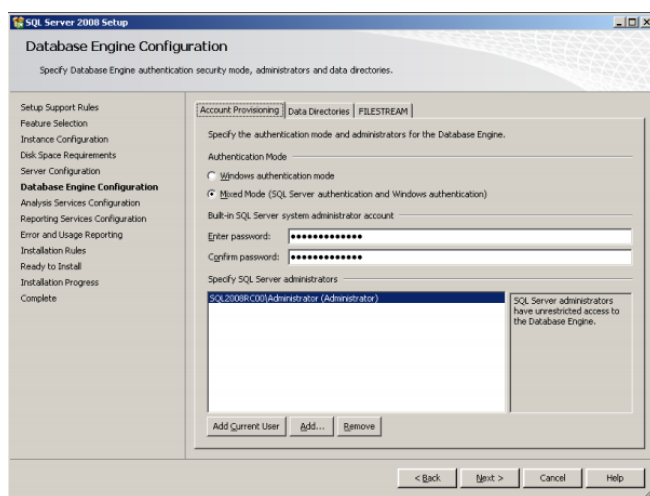 SQL Server 2008 Setup
Database Engine Configuration
Specify Database Engine authentication security mode, administrators and data directories.
Setup Support Rules
Feature Selection
Instance Configuration
Disk Space Requirements
Server Configuration
Database Engine Configuration
Analysis Services Configuration
Reporting Services Configuration
Error and Usage Reporting
Installation Rules
Ready to Install
Installation Progress
Complete
Account Provisioning Data Directories FILESTREAM
Specify the authentication mode and administrators for the Database Engine.
Authentication Mode
Windows authentication mode
Mixed Mode (SQL Server authentication and Windows authentication)
Built-in SQL Server system administrator account
Enter password: •••••••••••••
Confirm password: •••••••••••••
Specify SQL Server administrators
SQL2008RC00\Administrator (Administrator)
SQL Server administrators
have unrestricted access to
the Database Engine.
Add Current User Add... Remove
< Back Next > Cancel Help